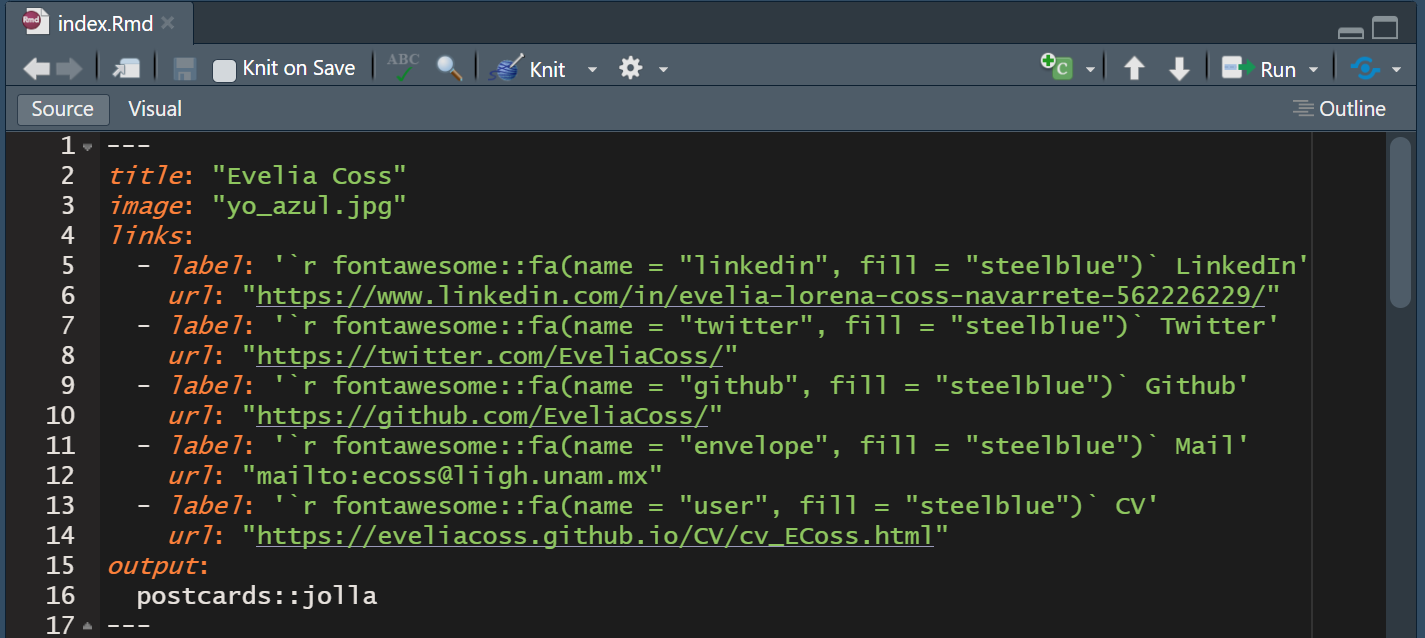 Rmd index.Rmd
Knit on Save ABC Knit C Run
Source Visual Outline
1 ---
2 title: "Evelia Coss"
3 image: "yo_azul.jpg"
4 links:
5   - label: '`r fontawesome::fa(name = "linkedin", fill = "steelblue")` LinkedIn'
6     url: "https://www.linkedin.com/in/evelia-lorena-coss-navarrete-562226229/"
7   - label: '`r fontawesome::fa(name = "twitter", fill = "steelblue")` Twitter'
8     url: "https://twitter.com/EveliaCoss/"
9   - label: '`r fontawesome::fa(name = "github", fill = "steelblue")` Github'
10     url: "https://github.com/EveliaCoss/"
11   - label: '`r fontawesome::fa(name = "envelope", fill = "steelblue")` Mail'
12     url: "mailto:ecoss@liigh.unam.mx"
13   - label: '`r fontawesome::fa(name = "user", fill = "steelblue")` CV'
14     url: "https://eveliacoss.github.io/CV/cv_ECoss.html"
15 output:
16   postcards::jolla
17 ---